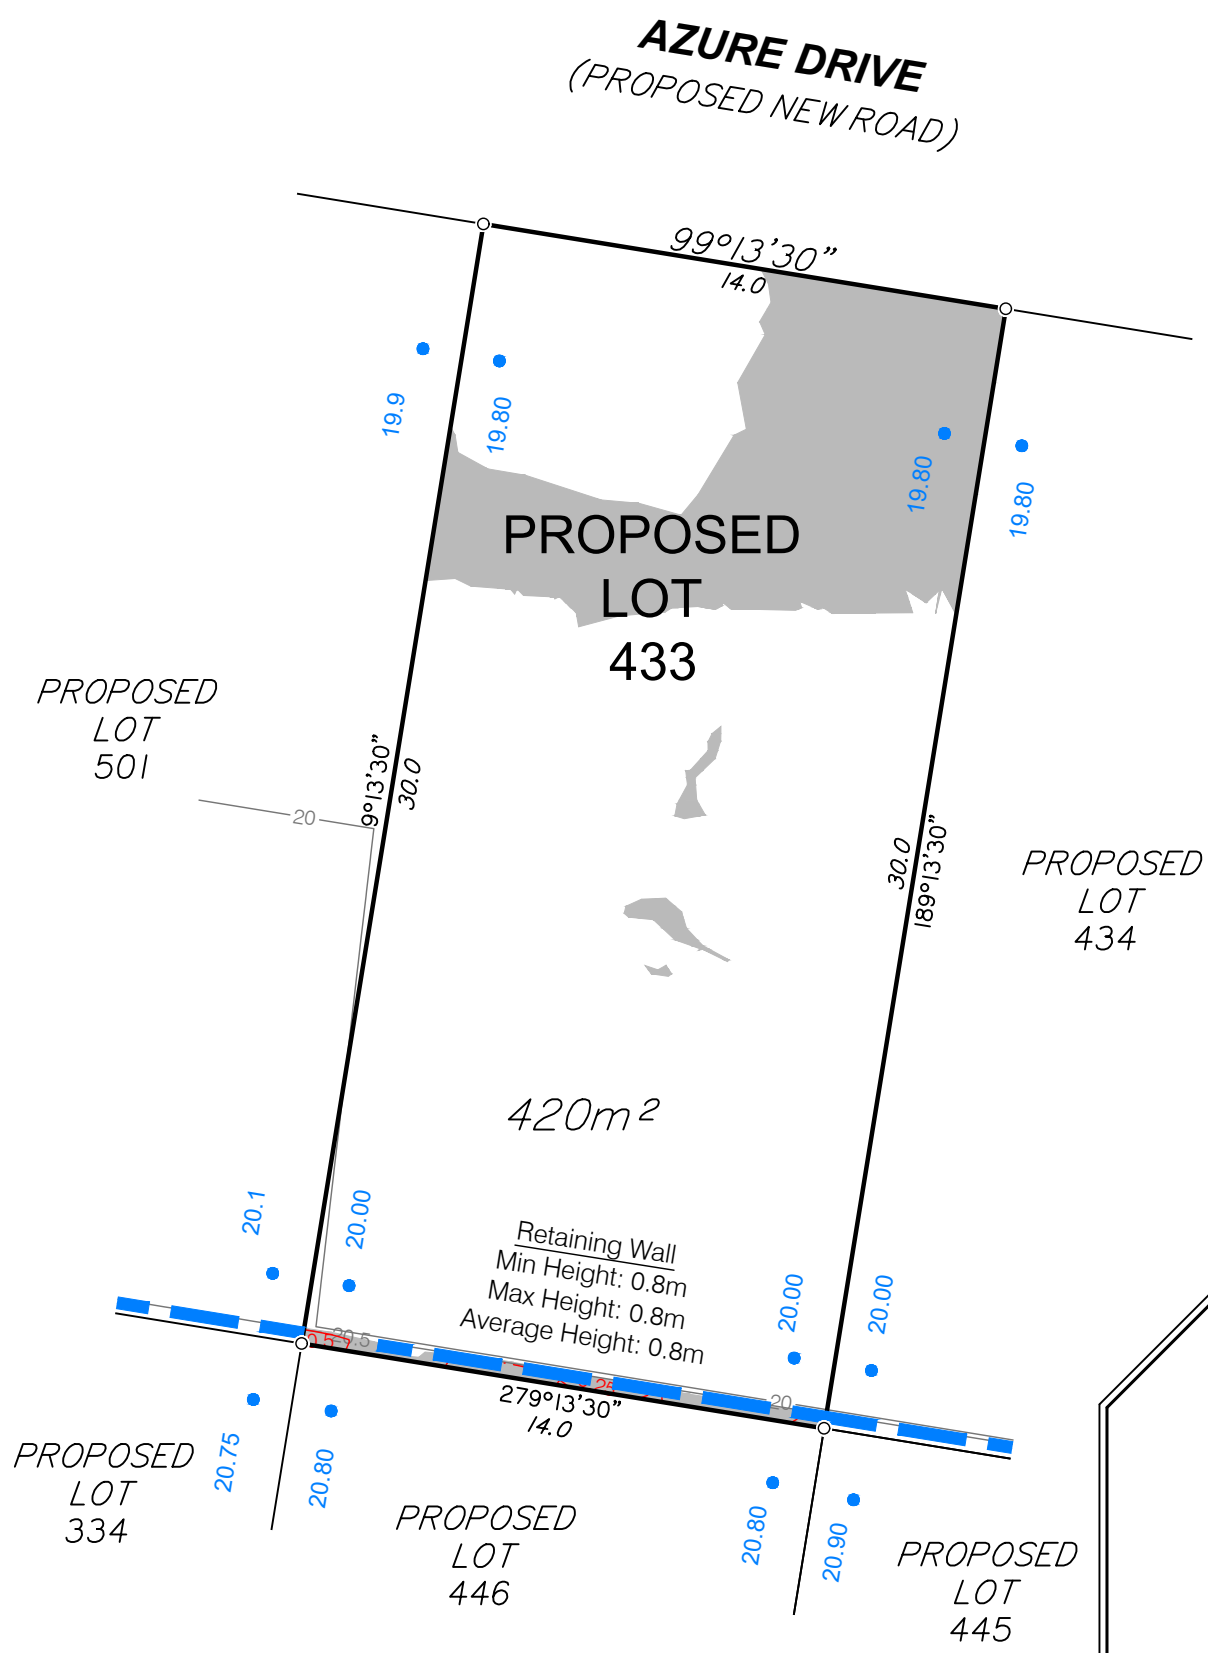 AZURE DRIVE
(PROPOSED NEW ROAD)
99°13'30"
14.0
19.9
19.80
19.80
19.80
PROPOSED
LOT
433
PROPOSED
LOT
501
20
9°13'30"
30.0
30.0
189°13'30"
PROPOSED
LOT
434
420m²
20.1
20.00
Retaining Wall
Min Height: 0.8m
Max Height: 0.8m
Average Height: 0.8m
20.00
20.00
20.5
20
279°13'30"
14.0
20.75
20.80
20.80
20.90
PROPOSED
LOT
334
PROPOSED
LOT
446
PROPOSED
LOT
445